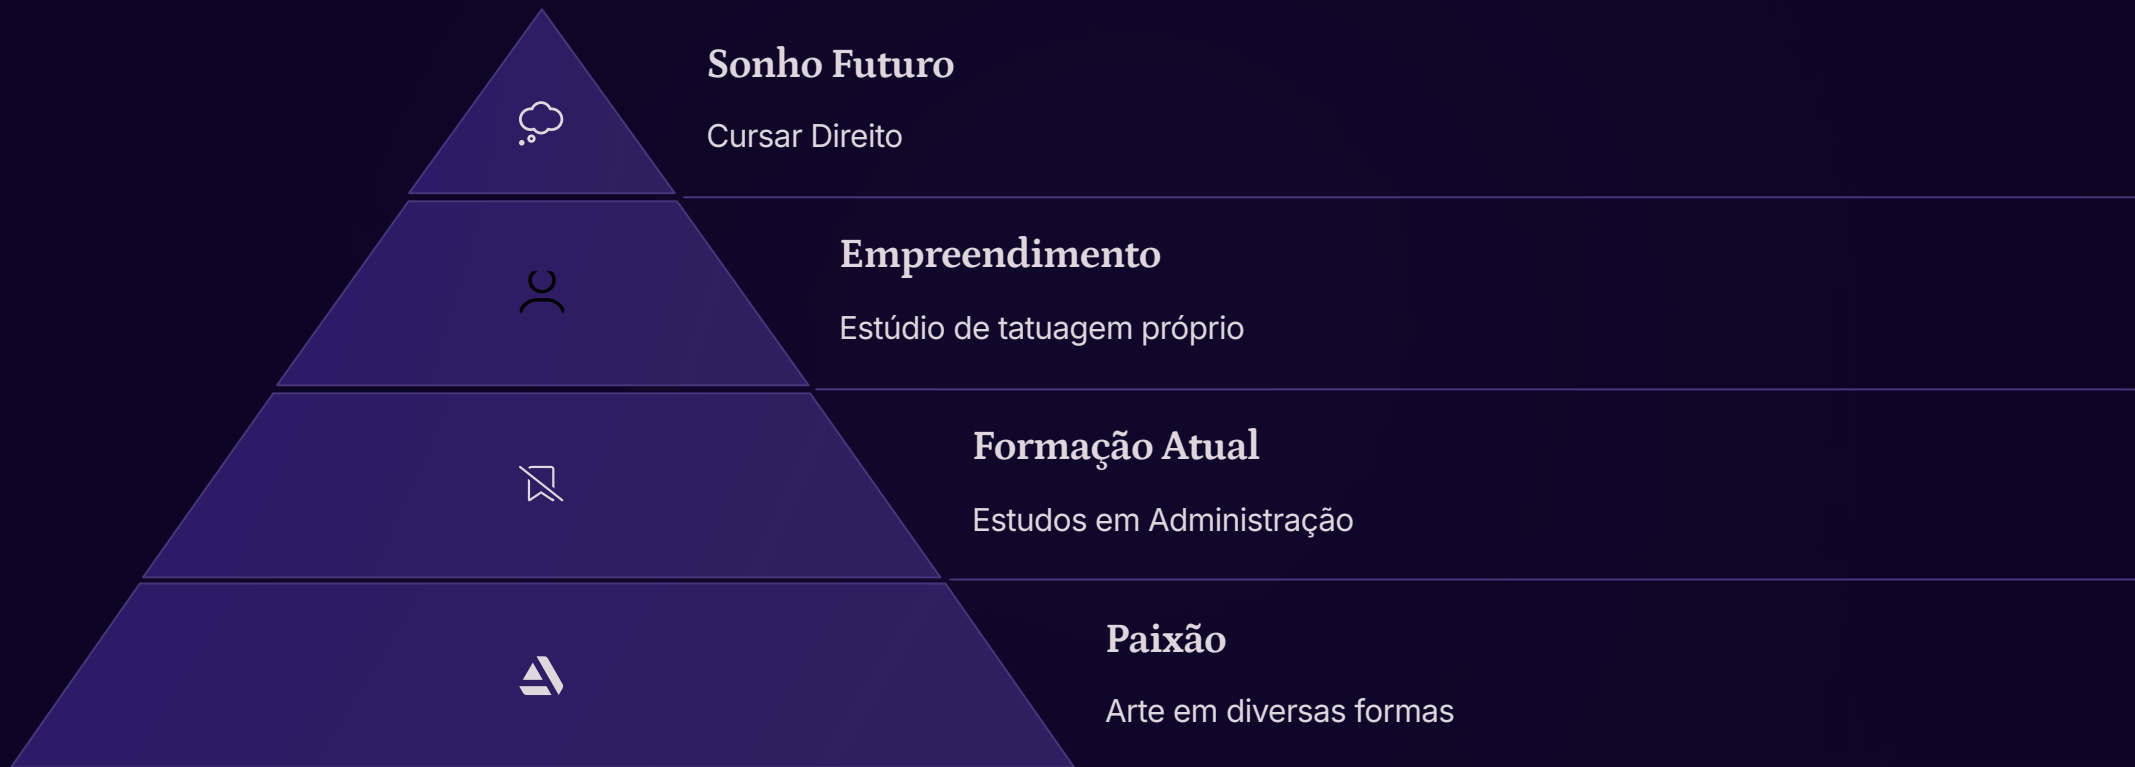 Sonho Futuro
Cursar Direito
Empreendimento
Estúdio de tatuagem próprio
Formação Atual
Estudos em Administração
Paixão
Arte em diversas formas